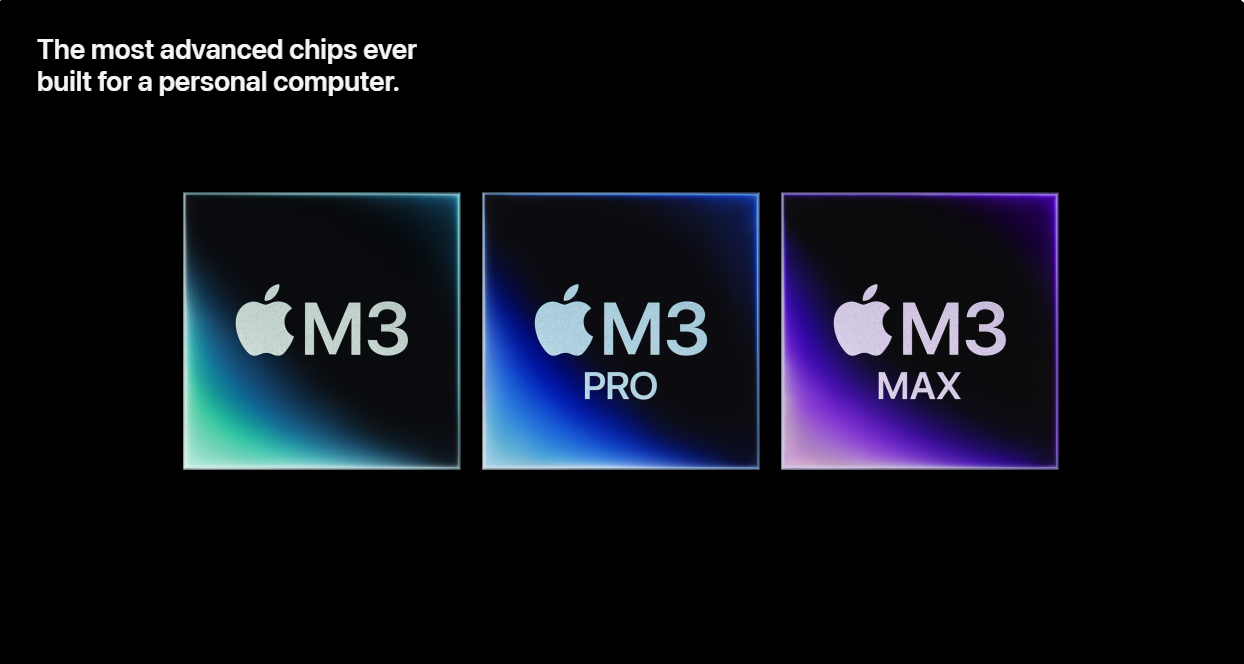 The most advanced chips ever
built for a personal computer.
M3
M3
PRO
M3
MAX